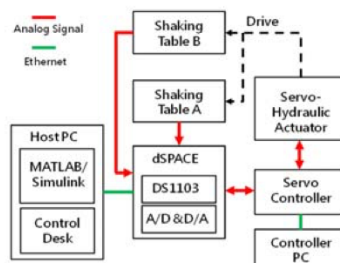 Analog Signal
Ethernet
Shaking
Table B
Drive
Shaking
Table A
Servo-
Hydraulic
Actuator
Host PC
MATLAB/
Simulink
Control
Desk
dSPACE
DS1103
A/D &D/A
Servo
Controller
Controller
PC